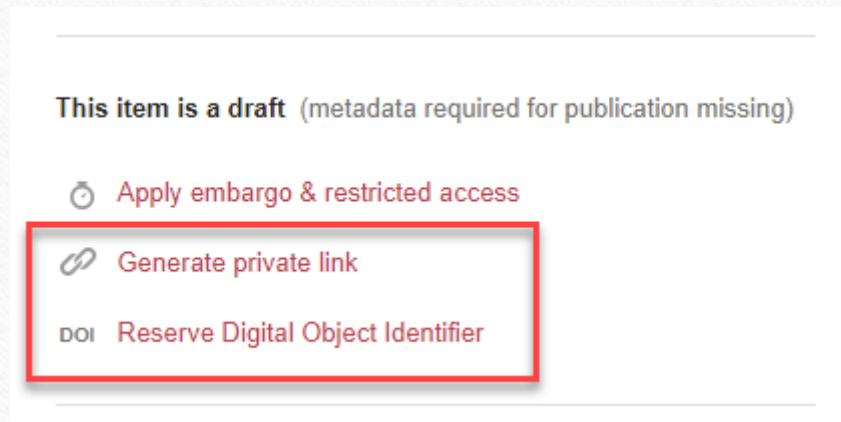 This item is a draft (metadata required for publication missing)
Apply embargo & restricted access
Generate private link
DOI Reserve Digital Object Identifier